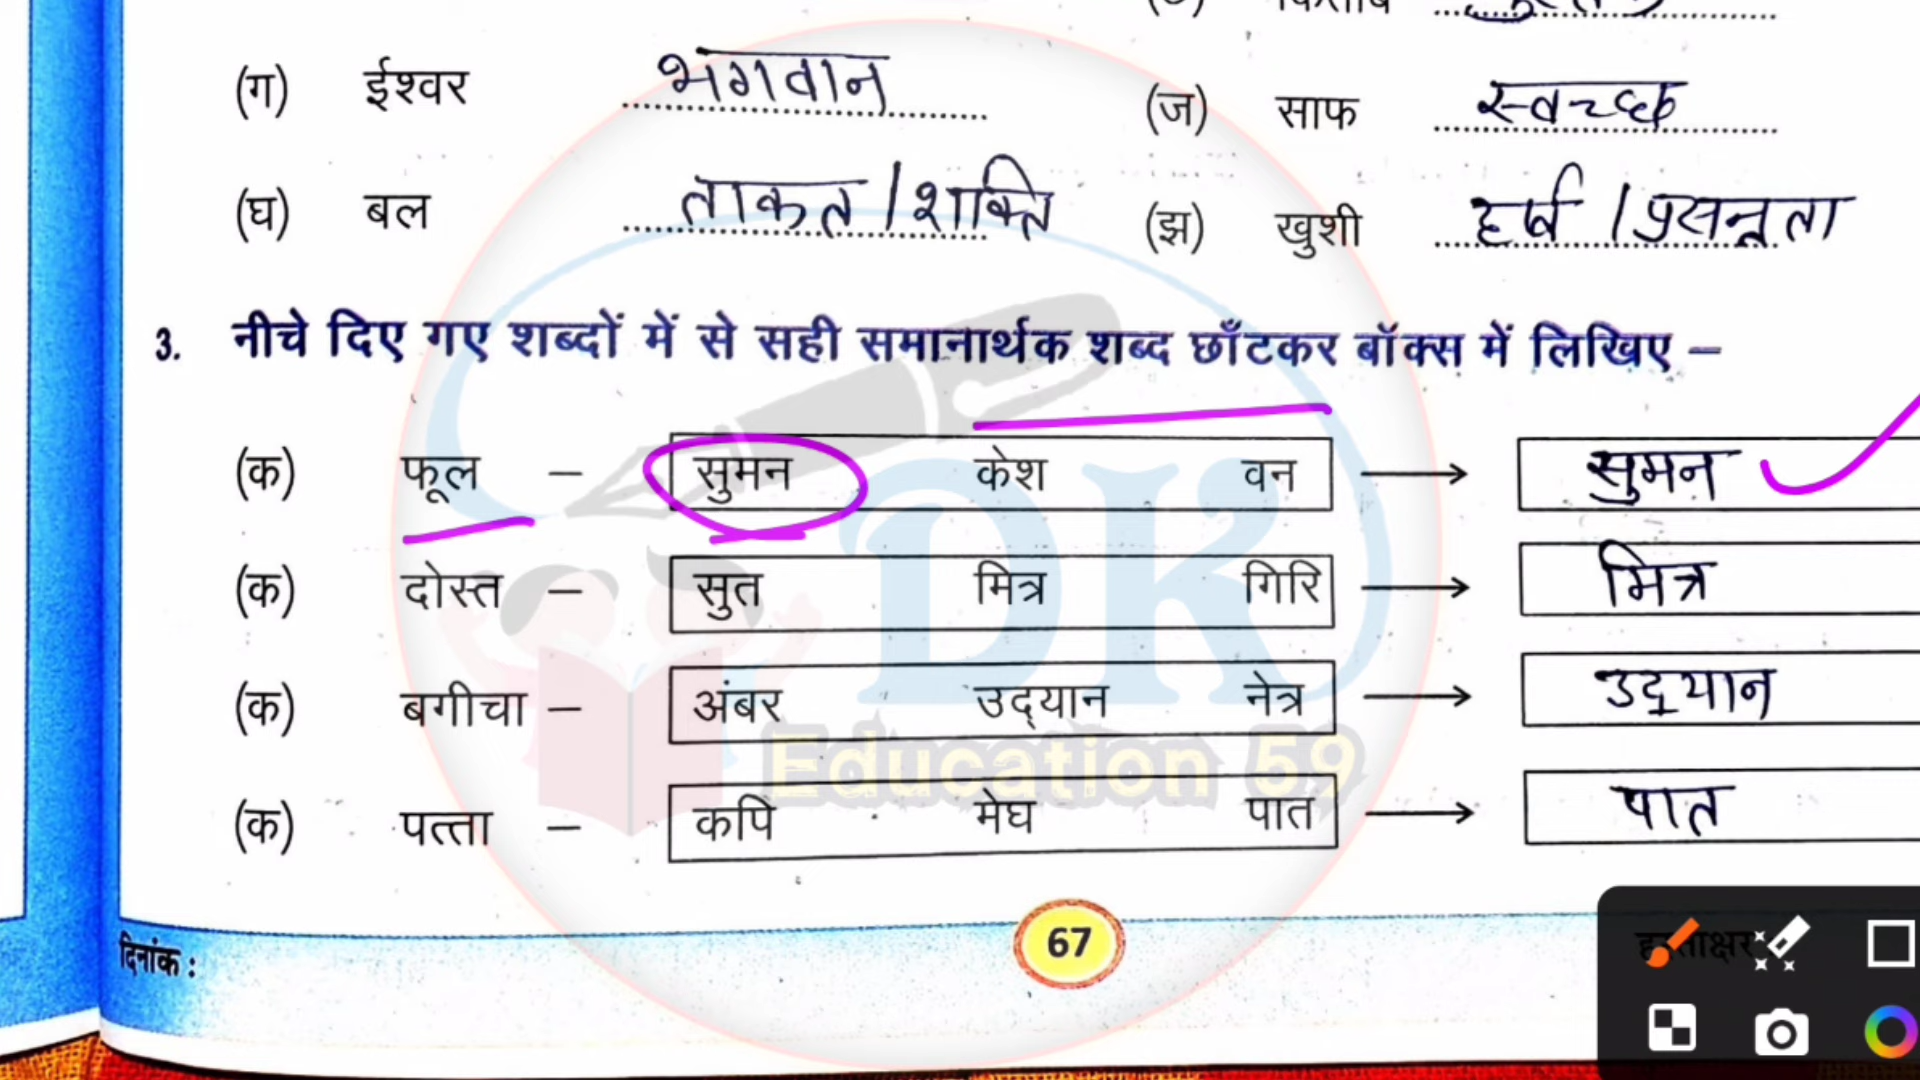 (ग) ईश्वर भगवान (ज) साफ स्वच्छ
(घ) बल ताकत / शक्ति (झ) खुशी हर्ष / प्रसन्नता
3. नीचे दिए गए शब्दों में से सही समानार्थक शब्द छाँटकर बॉक्स में लिखिए –
(क) फूल – सुमन केश वन → सुमन
(क) दोस्त – सुत मित्र गिरि → मित्र
(क) बगीचा – अंबर उद्‌यान नेत्र → उद्‌यान
(क) पत्ता – कपि मेघ पात → पात
DK
Education 59
दिनांक : 67